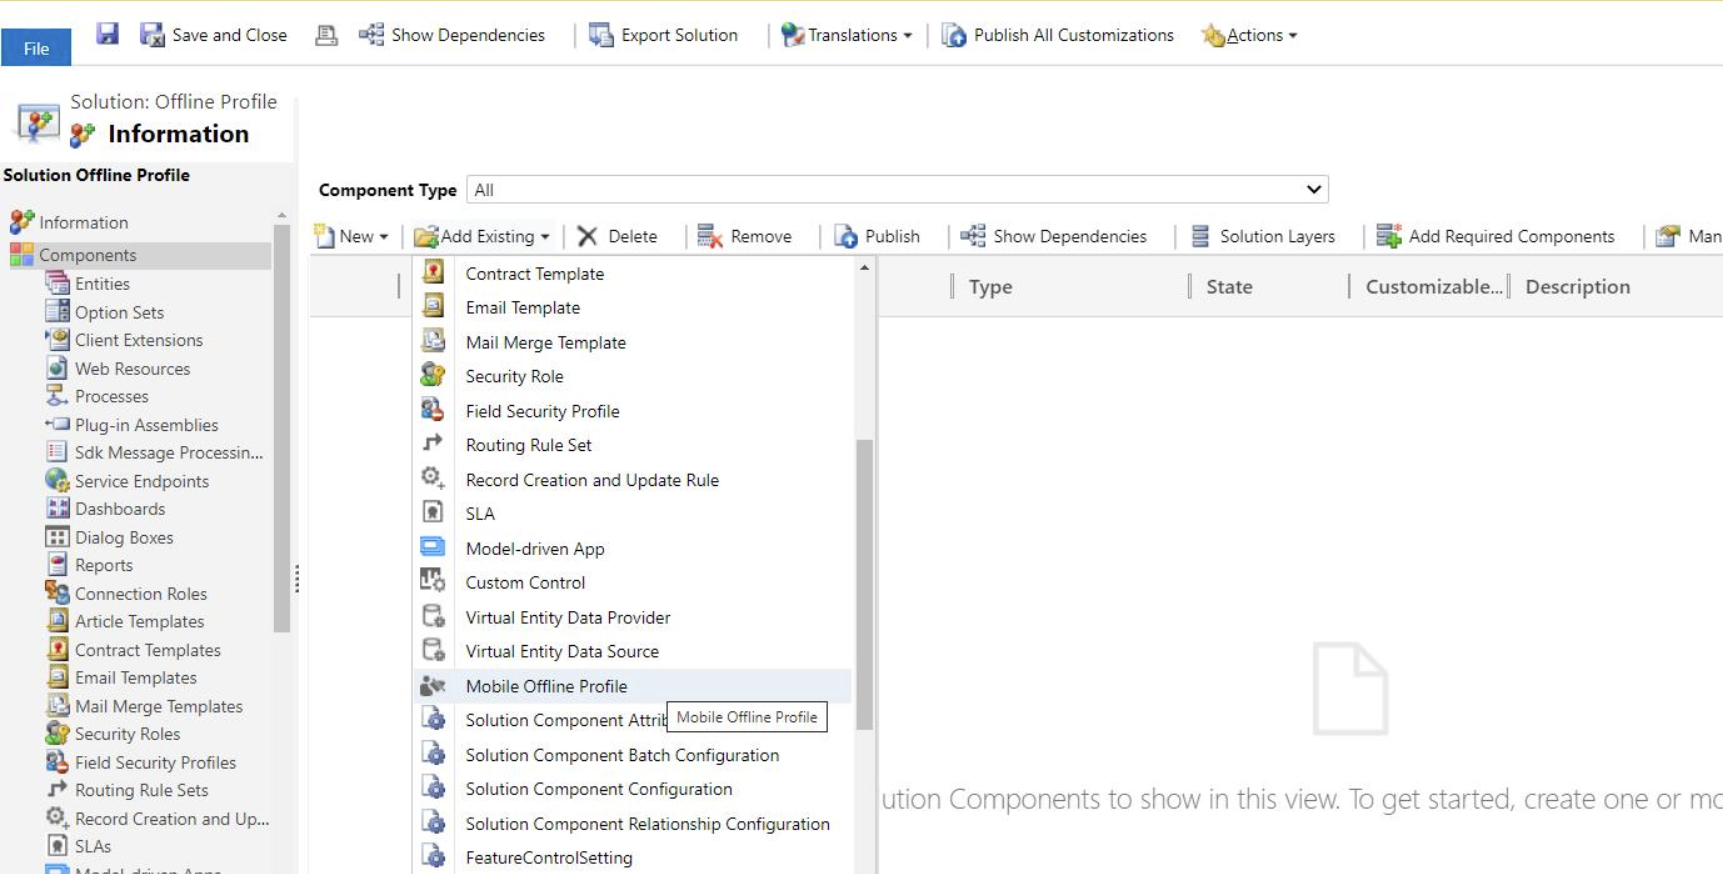 File
Save and Close
Show Dependencies
Export Solution
Translations
Publish All Customizations
Actions
Solution: Offline Profile
Information
Solution Offline Profile
Information
Components
Entities
Option Sets
Client Extensions
Web Resources
Processes
Plug-in Assemblies
Sdk Message Processin...
Service Endpoints
Dashboards
Dialog Boxes
Reports
Connection Roles
Article Templates
Contract Templates
Email Templates
Mail Merge Templates
Security Roles
Field Security Profiles
Routing Rule Sets
Record Creation and Up...
SLAs
Model-driven Apps
Component Type
All
New
Add Existing
Delete
Remove
Publish
Show Dependencies
Solution Layers
Add Required Components
Man
Type
State
Customizable...
Description
Contract Template
Email Template
Mail Merge Template
Security Role
Field Security Profile
Routing Rule Set
Record Creation and Update Rule
SLA
Model-driven App
Custom Control
Virtual Entity Data Provider
Virtual Entity Data Source
Mobile Offline Profile
Solution Component Attrib
Mobile Offline Profile
Solution Component Batch Configuration
Solution Component Configuration
Solution Component Relationship Configuration
FeatureControlSetting
ution Components to show in this view. To get started, create one or mo